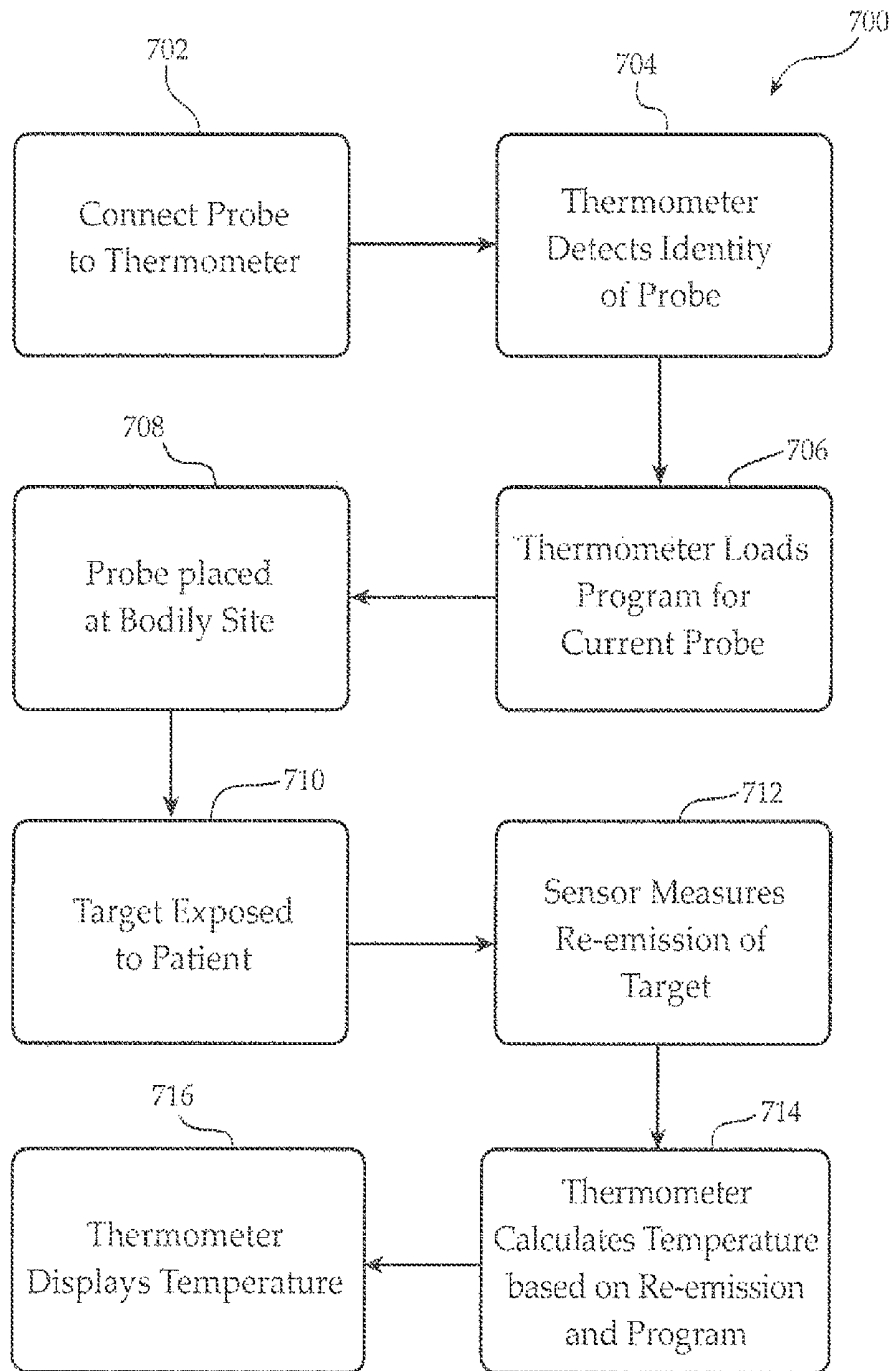 700
702
Connect Probe
to Thermometer
704
Thermometer
Detects Identity
of Probe
706
Thermometer Loads
Program for
Current Probe
708
Probe placed
at Bodily Site
710
Target Exposed
to Patient
712
Sensor Measures
Re-emission of
Target
714
Thermometer
Calculates Temperature
based on Re-emission
and Program
716
Thermometer
Displays Temperature